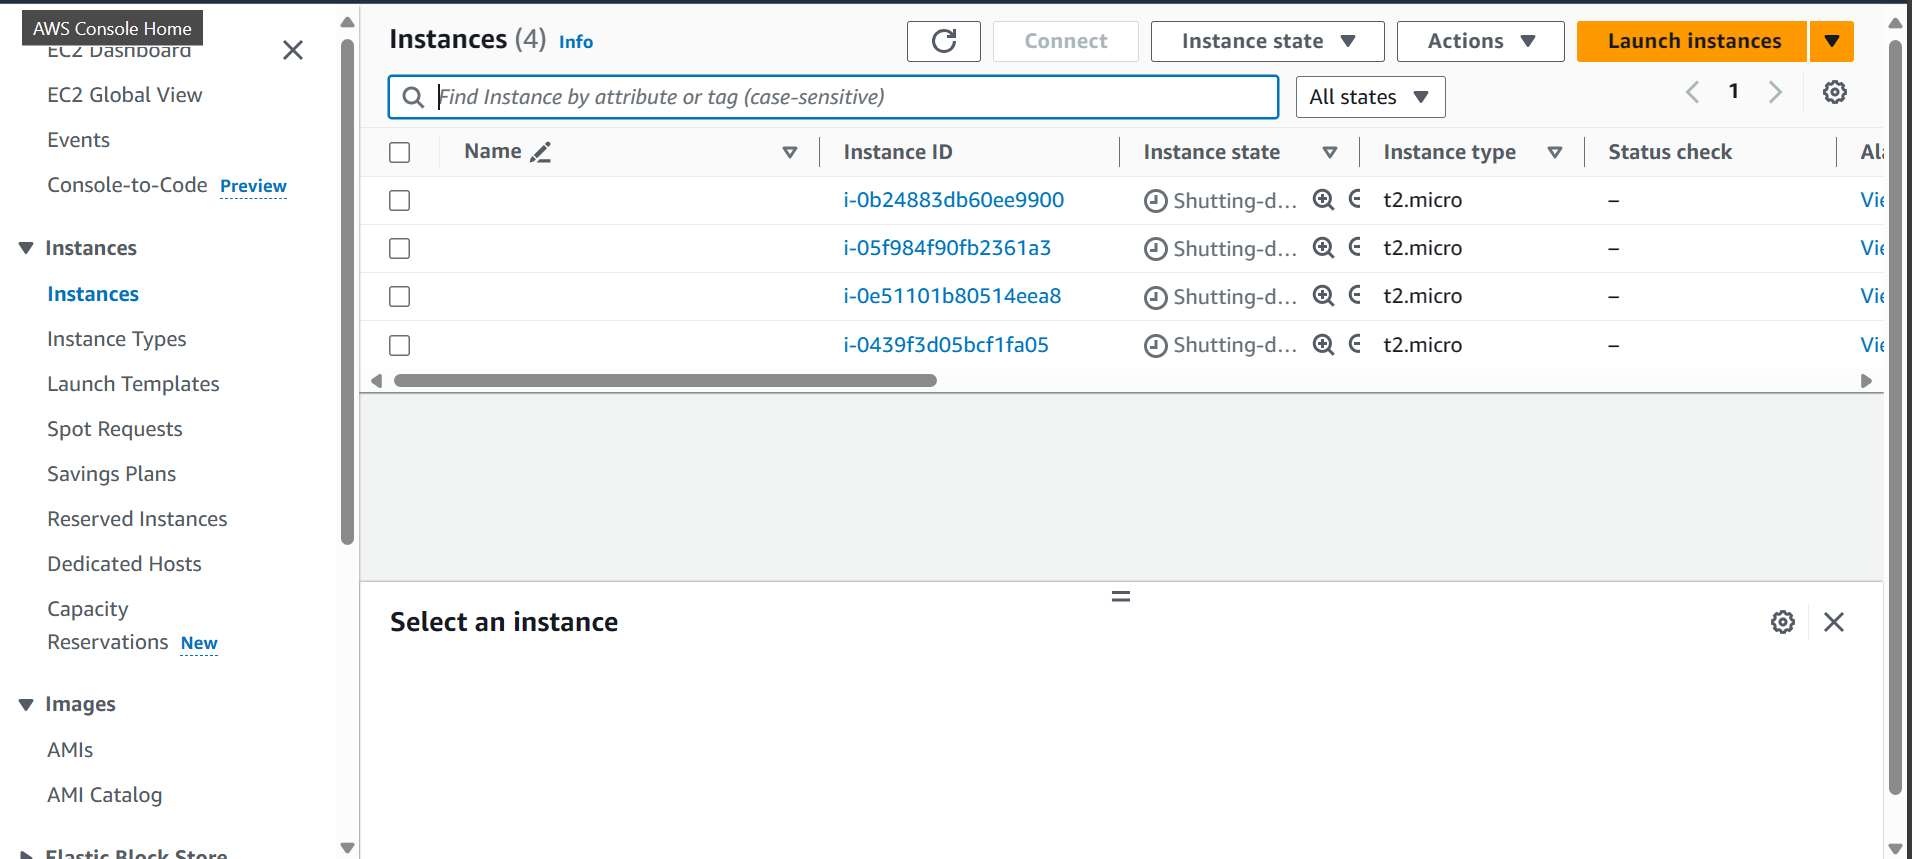 AWS Console Home
EC2 Dashboard
EC2 Global View
Events
Console-to-Code Preview
Instances
Instances
Instance Types
Launch Templates
Spot Requests
Savings Plans
Reserved Instances
Dedicated Hosts
Capacity
Reservations New
Images
AMIs
AMI Catalog
Elastic Block Store
Instances (4) Info
Connect
Instance state
Actions
Launch instances
Find Instance by attribute or tag (case-sensitive)
All states
1
Name Instance ID Instance state Instance type Status check Ala
i-0b24883db60ee9900 Shutting-d... t2.micro – Vie
i-05f984f90fb2361a3 Shutting-d... t2.micro – Vie
i-0e51101b80514eea8 Shutting-d... t2.micro – Vie
i-0439f3d05bcf1fa05 Shutting-d... t2.micro – Vie
Select an instance